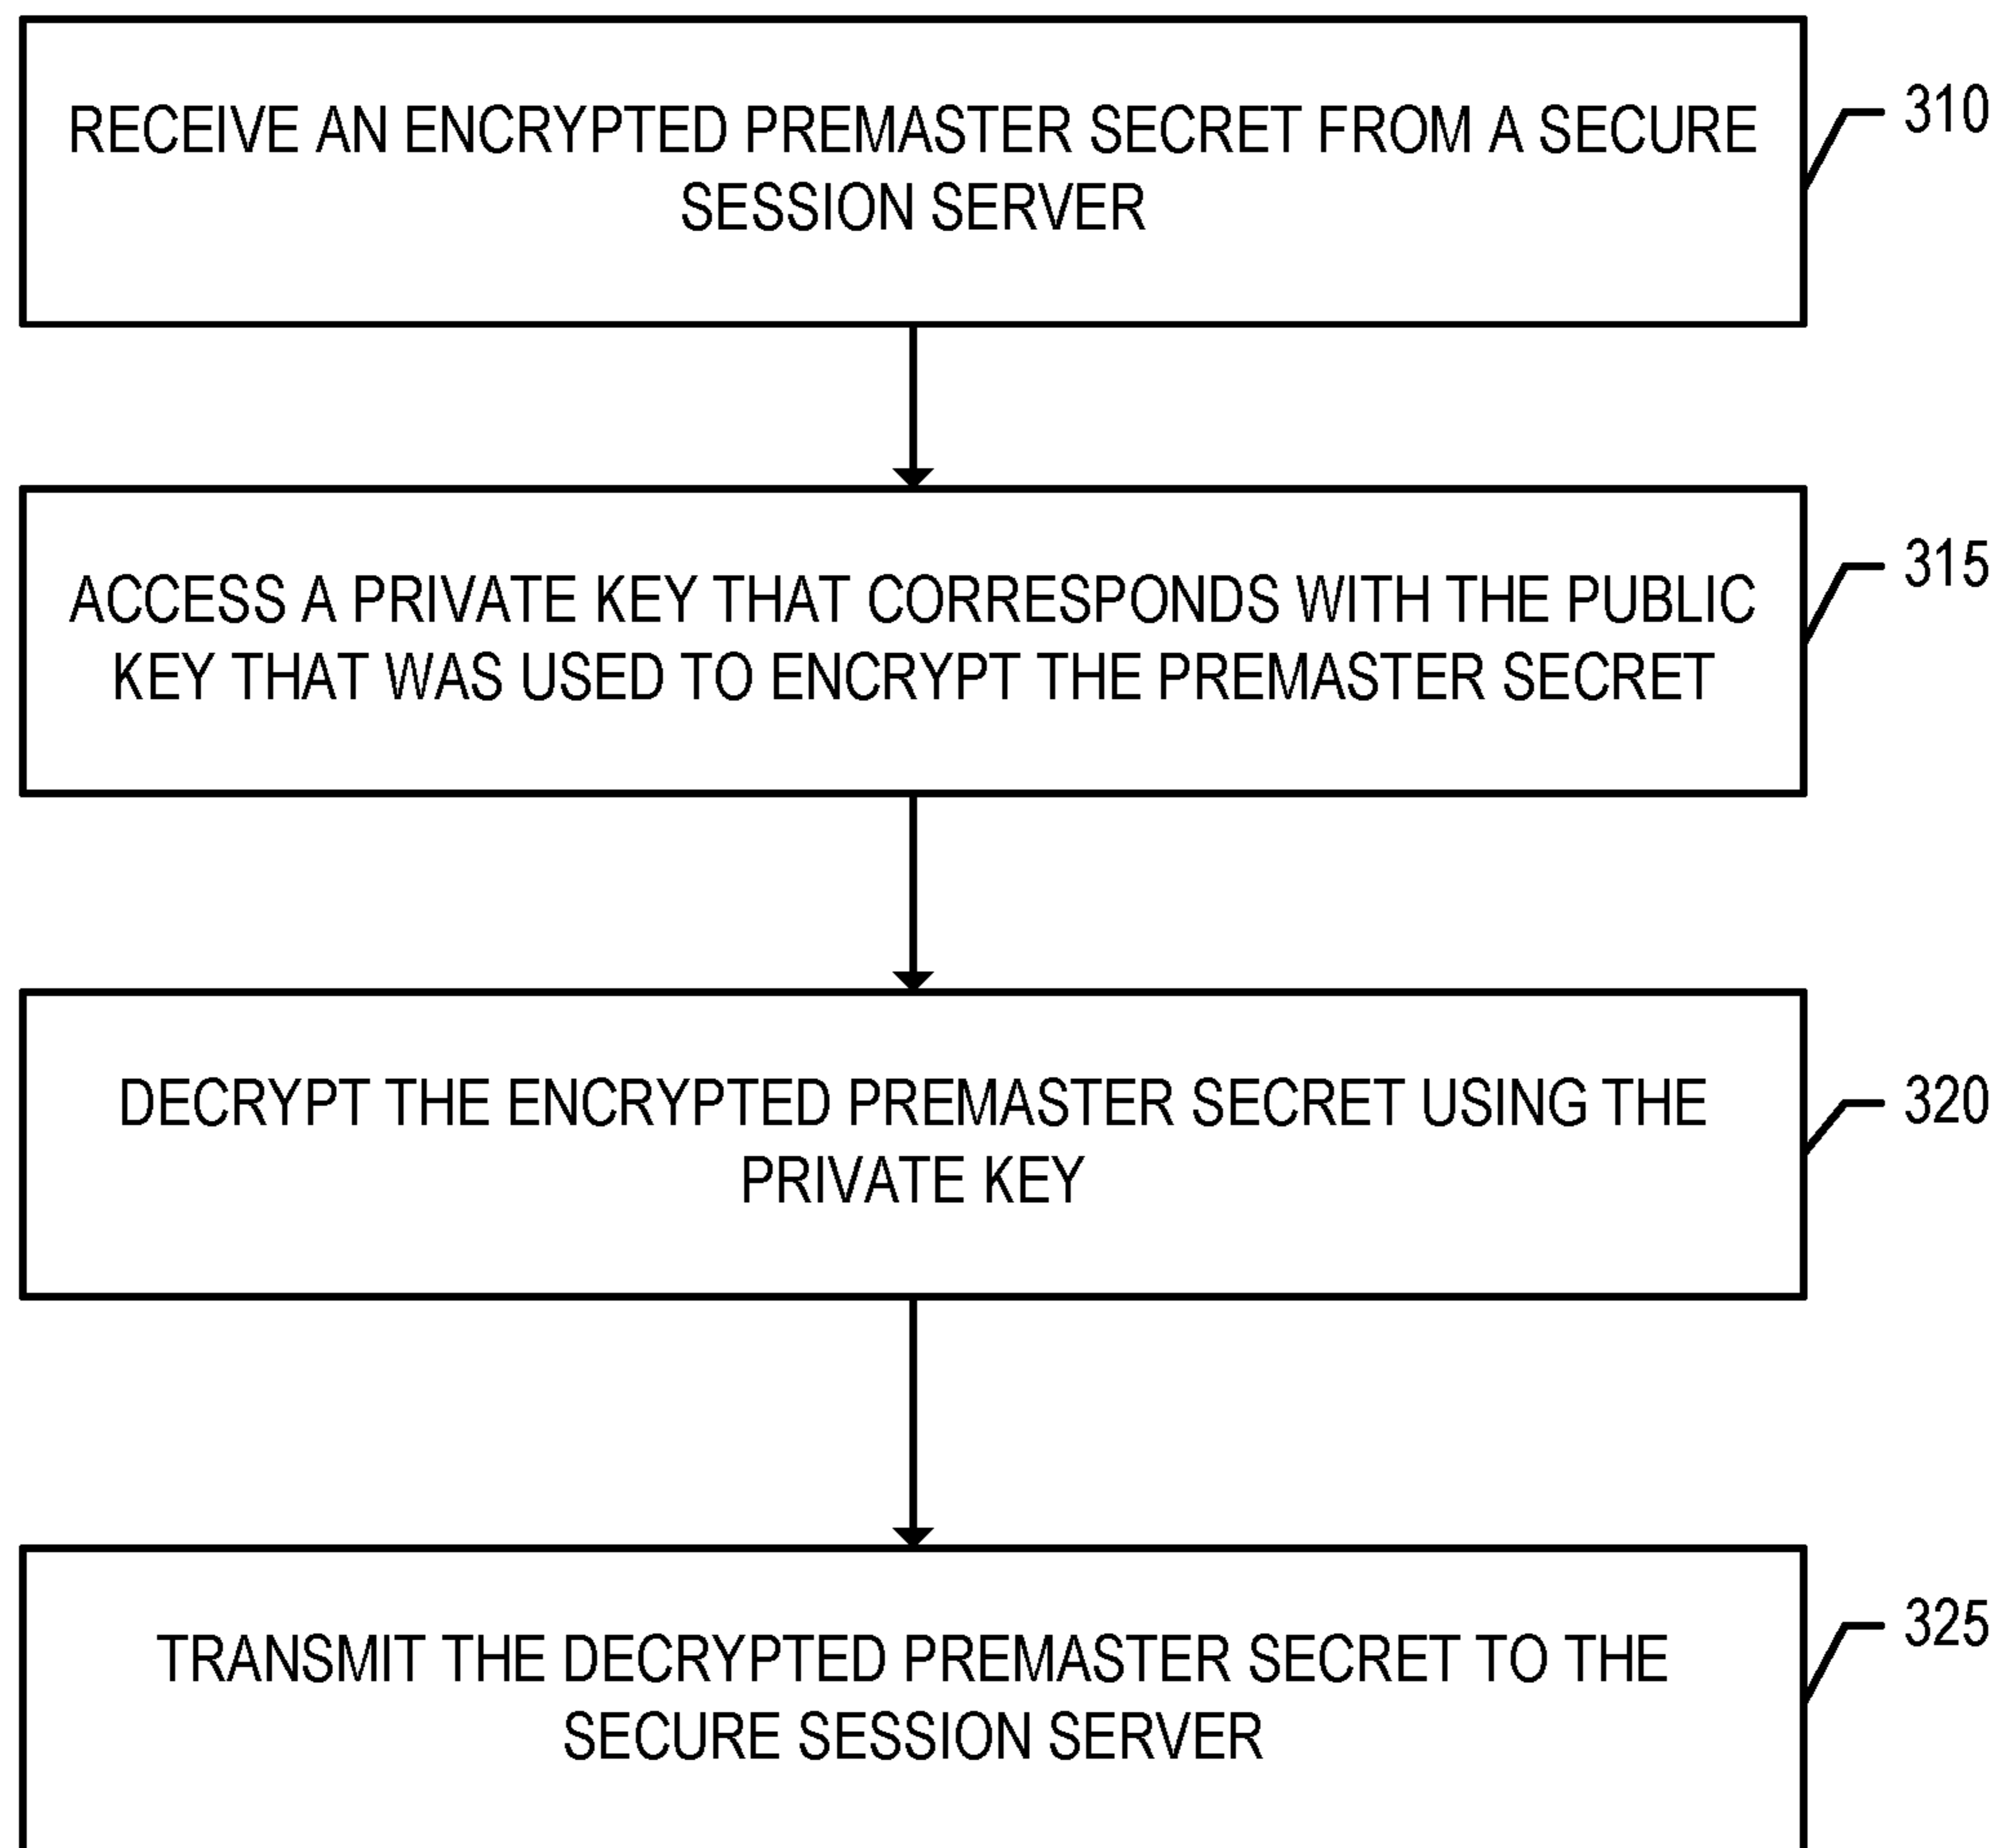 RECEIVE AN ENCRYPTED PREMASTER SECRET FROM A SECURE
SESSION SERVER
310
ACCESS A PRIVATE KEY THAT CORRESPONDS WITH THE PUBLIC
KEY THAT WAS USED TO ENCRYPT THE PREMASTER SECRET
315
DECRYPT THE ENCRYPTED PREMASTER SECRET USING THE
PRIVATE KEY
320
TRANSMIT THE DECRYPTED PREMASTER SECRET TO THE
SECURE SESSION SERVER
325